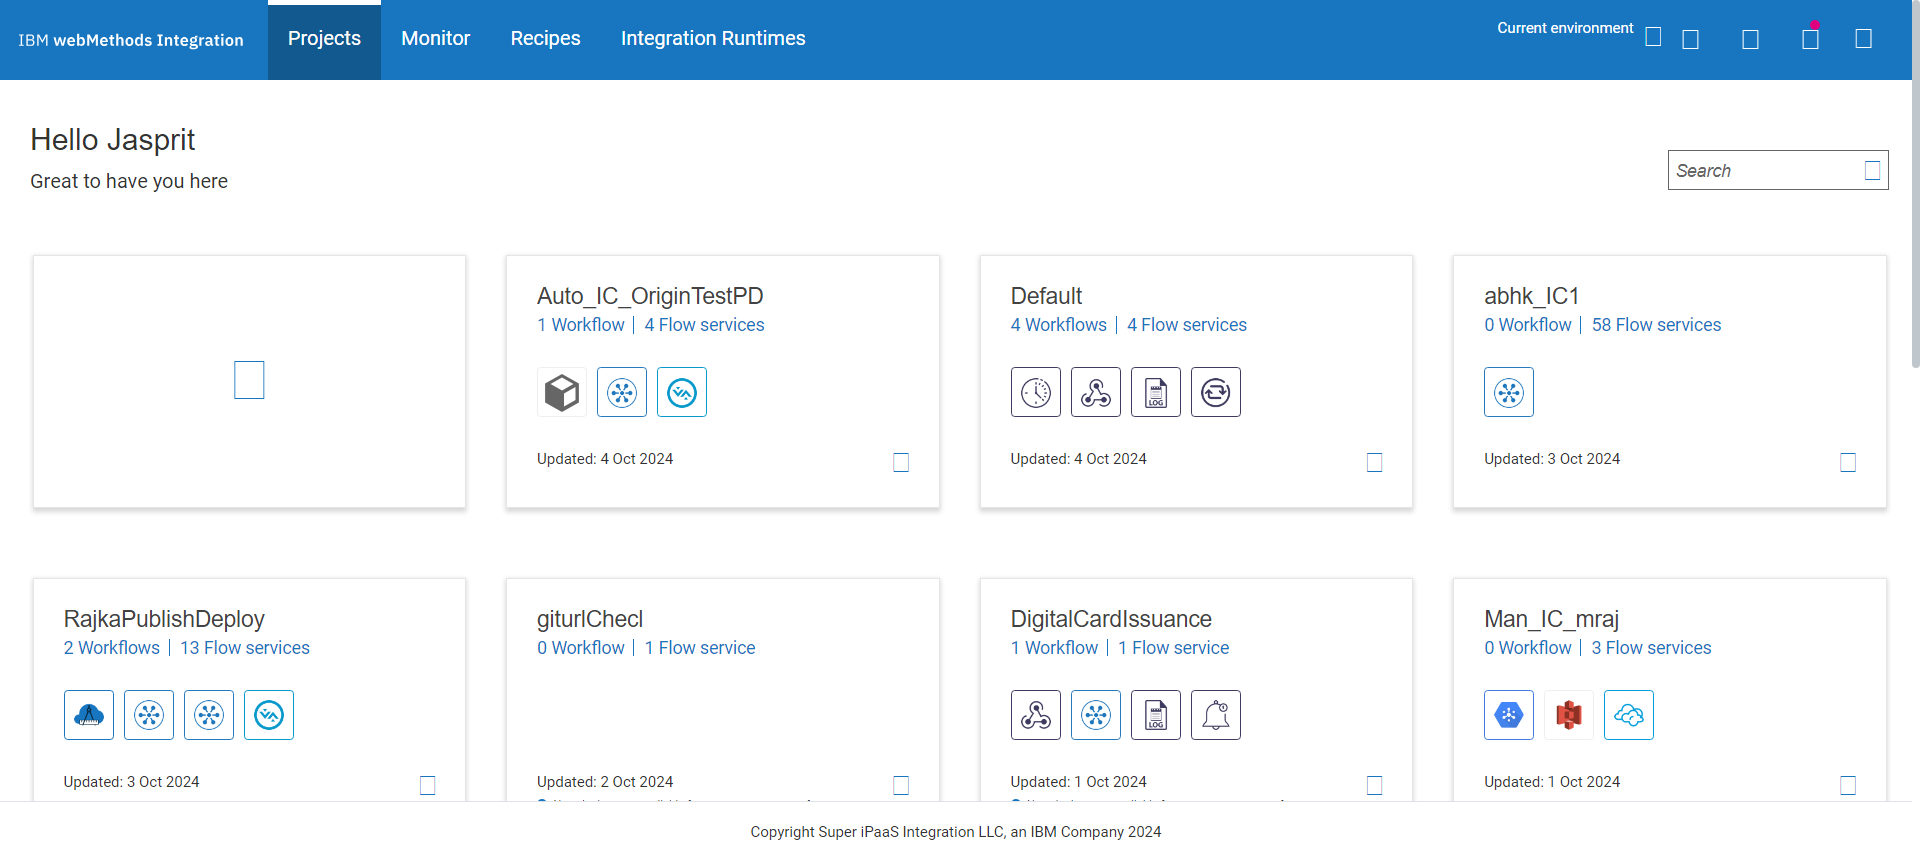 IBM webMethods Integration
Projects
Monitor
Recipes
Integration Runtimes
Current environment
Hello Jasprit
Great to have you here
Search
Auto_IC_OriginTestPD
1 Workflow | 4 Flow services
Updated: 4 Oct 2024
Default
4 Workflows | 4 Flow services
LOG
Updated: 4 Oct 2024
abhk_IC1
0 Workflow | 58 Flow services
Updated: 3 Oct 2024
RajkaPublishDeploy
2 Workflows | 13 Flow services
Updated: 3 Oct 2024
giturlChecl
0 Workflow | 1 Flow service
Updated: 2 Oct 2024
DigitalCardIssuance
1 Workflow | 1 Flow service
LOG
Updated: 1 Oct 2024
Man_IC_mraj
0 Workflow | 3 Flow services
Updated: 1 Oct 2024
Copyright Super iPaaS Integration LLC, an IBM Company 2024